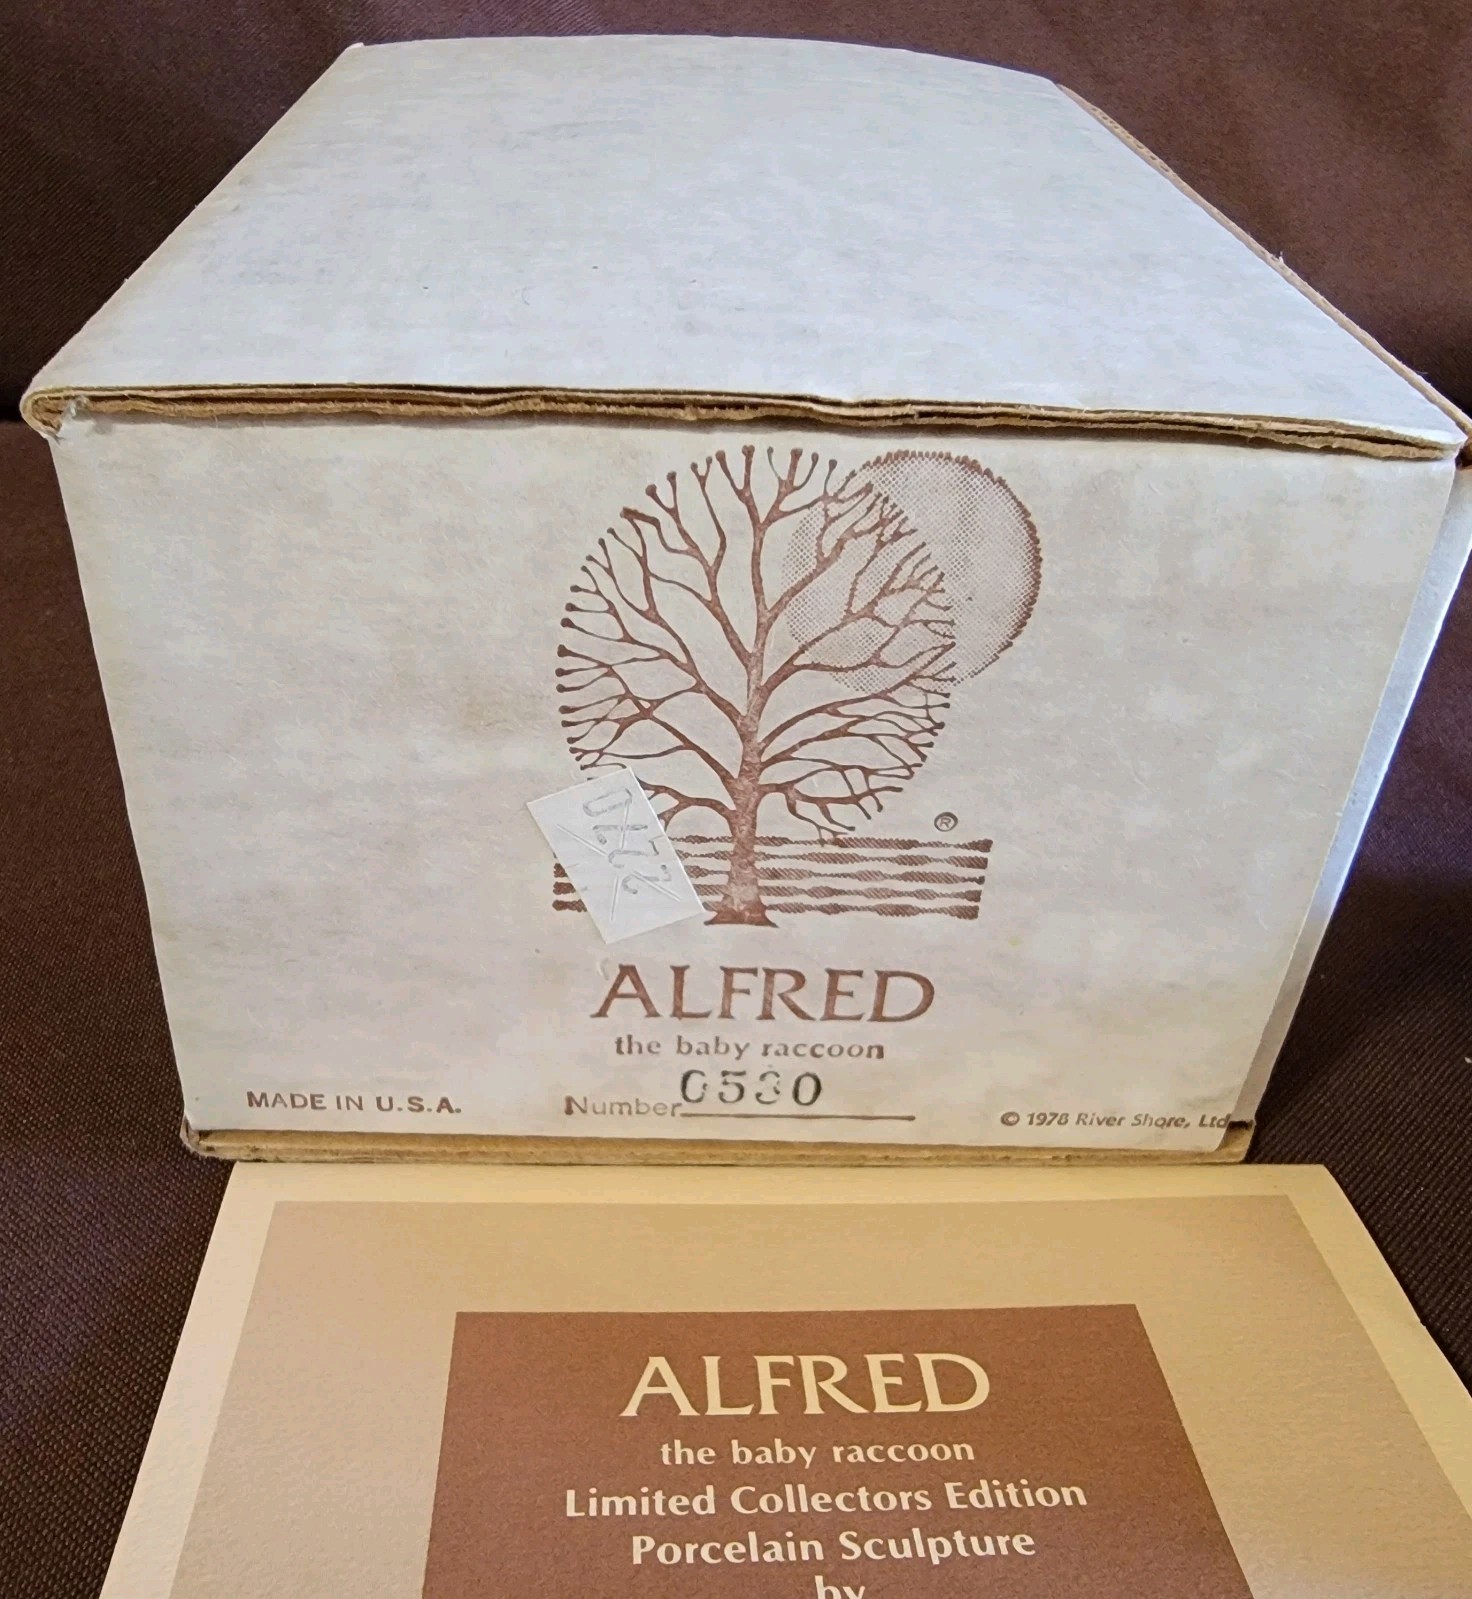 ®
ALFRED
the baby raccoon
MADE IN U.S.A.
Number 0530
© 1978 River Shore, Ltd
ALFRED
the baby raccoon
Limited Collectors Edition
Porcelain Sculpture
by